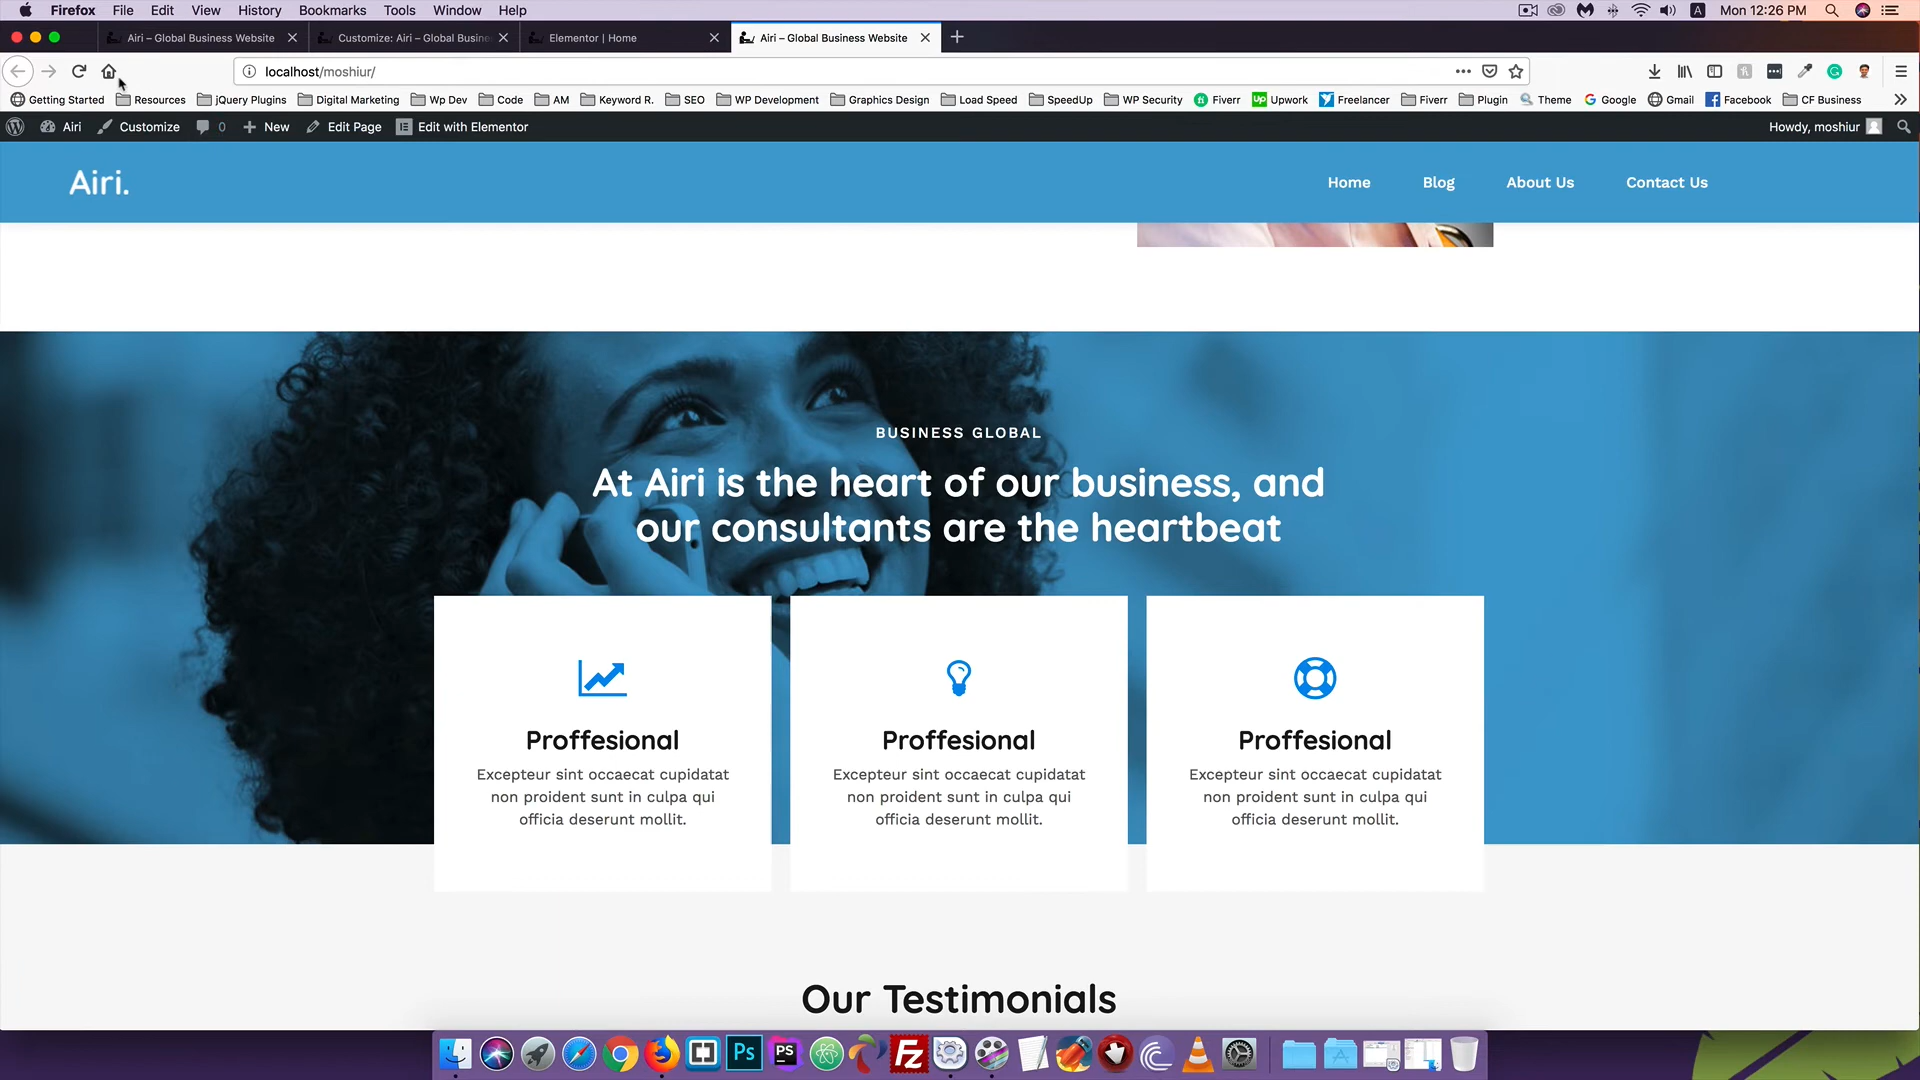 Firefox File Edit View History Bookmarks Tools Window Help
A Mon 12:26 PM
Airi – Global Business Website
Customize: Airi – Global Busine
Elementor | Home
Airi – Global Business Website
localhost/moshiur/
Getting Started Resources jQuery Plugins Digital Marketing Wp Dev Code AM Keyword R. SEO WP Development Graphics Design Load Speed SpeedUp WP Security Fiverr Upwork Freelancer Fiverr Plugin Theme Google Gmail Facebook CF Business
Airi Customize 0 New Edit Page Edit with Elementor
Howdy, moshiur
Airi.
Home Blog About Us Contact Us
BUSINESS GLOBAL
At Airi is the heart of our business, and
our consultants are the heartbeat
Proffesional
Excepteur sint occaecat cupidatat
non proident sunt in culpa qui
officia deserunt mollit.
Proffesional
Excepteur sint occaecat cupidatat
non proident sunt in culpa qui
officia deserunt mollit.
Proffesional
Excepteur sint occaecat cupidatat
non proident sunt in culpa qui
officia deserunt mollit.
Our Testimonials
Ps
PS
FZ